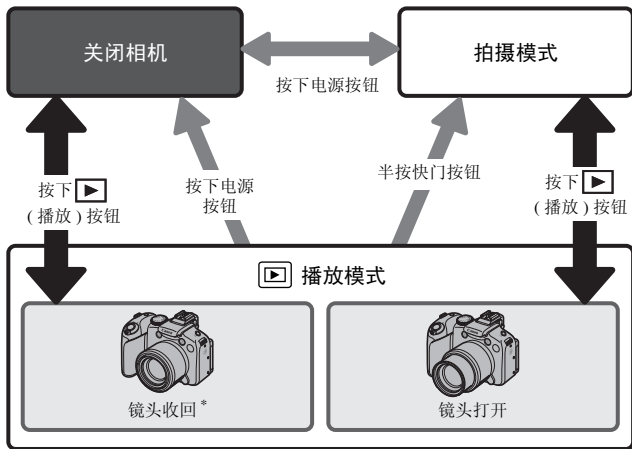 关闭相机
拍摄模式
按下电源按钮
按下
(播放)按钮
按下电源
按钮
半按快门按钮
按下
(播放)按钮
播放模式
镜头收回*
镜头打开